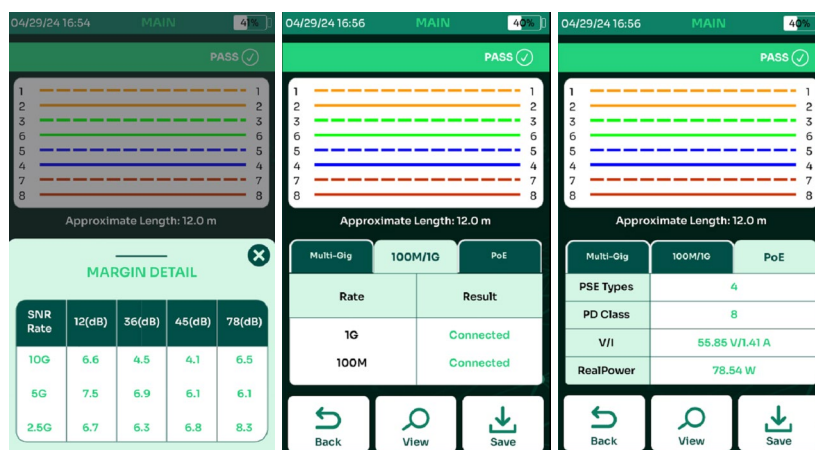 04/29/24 16:54 MAIN 41%
PASS
1 1
2 2
3 3
6 6
5 5
4 4
7 7
8 8
Approximate Length: 12.0 m
MARGIN DETAIL
SNR Rate 12(dB) 36(dB) 45(dB) 78(dB)
10G 6.6 4.5 4.1 6.5
5G 7.5 6.9 6.1 6.1
2.5G 6.7 6.3 6.8 8.3
04/29/24 16:56 MAIN 40%
PASS
1 1
2 2
3 3
6 6
5 5
4 4
7 7
8 8
Approximate Length: 12.0 m
Multi-Gig 100M/1G PoE
Rate Result
1G Connected
100M Connected
Back View Save
04/29/24 16:56 MAIN 40%
PASS
1 1
2 2
3 3
6 6
5 5
4 4
7 7
8 8
Approximate Length: 12.0 m
Multi-Gig 100M/1G PoE
PSE Types 4
PD Class 8
V/I 55.85 V/1.41 A
RealPower 78.54 W
Back View Save